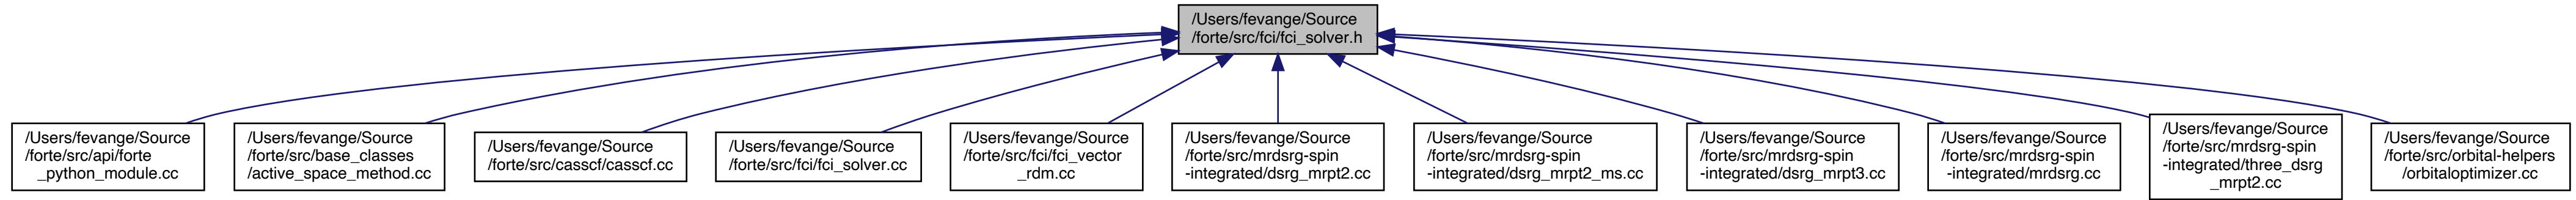 /Users/fevange/Source
/forte/src/fci/fci_solver.h
/Users/fevange/Source
/forte/src/api/forte
_python_module.cc
/Users/fevange/Source
/forte/src/base_classes
/active_space_method.cc
/Users/fevange/Source
/forte/src/casscf/casscf.cc
/Users/fevange/Source
/forte/src/fci/fci_solver.cc
/Users/fevange/Source
/forte/src/fci/fci_vector
_rdm.cc
/Users/fevange/Source
/forte/src/mrdsrg-spin
-integrated/dsrg_mrpt2.cc
/Users/fevange/Source
/forte/src/mrdsrg-spin
-integrated/dsrg_mrpt2_ms.cc
/Users/fevange/Source
/forte/src/mrdsrg-spin
-integrated/dsrg_mrpt3.cc
/Users/fevange/Source
/forte/src/mrdsrg-spin
-integrated/mrdsrg.cc
/Users/fevange/Source
/forte/src/mrdsrg-spin
-integrated/three_dsrg
_mrpt2.cc
/Users/fevange/Source
/forte/src/orbital-helpers
/orbitaloptimizer.cc